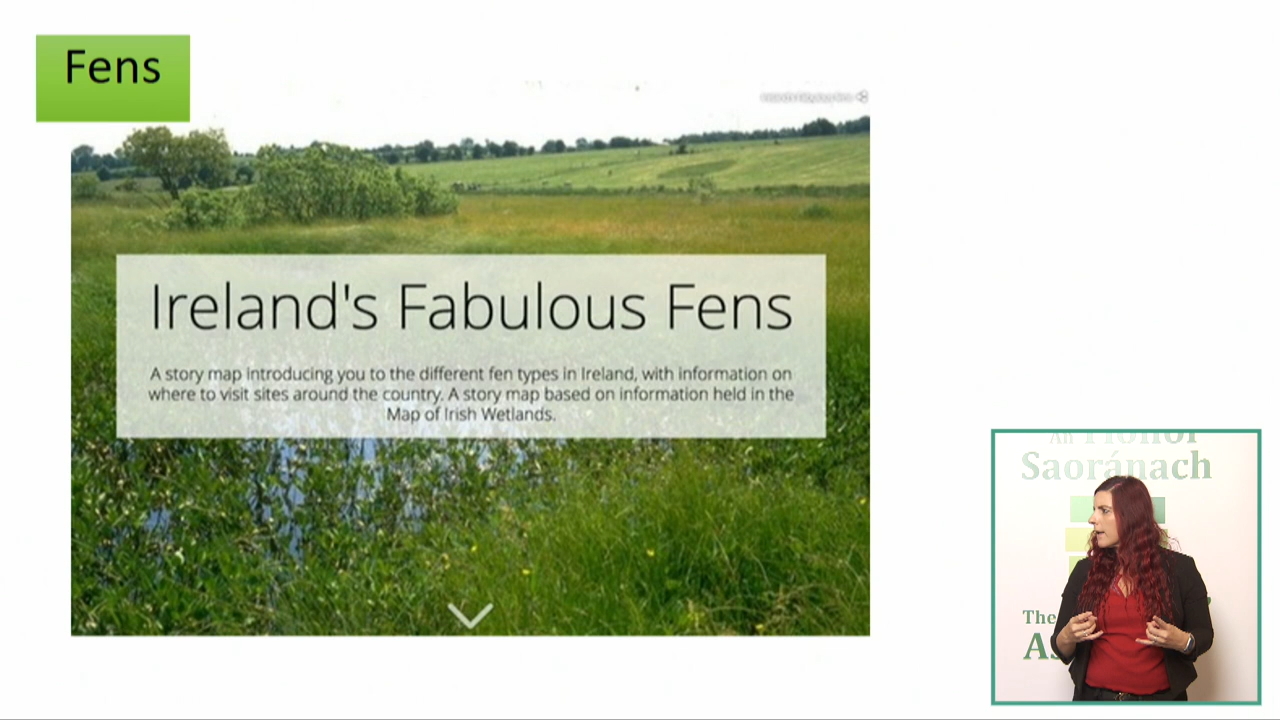 Fens
Ireland's Fabulous Fens
A story map introducing you to the different fen types in Ireland, with information on
where to visit sites around the country. A story map based on information held in the
Map of Irish Wetlands.
An
Saoránach
The